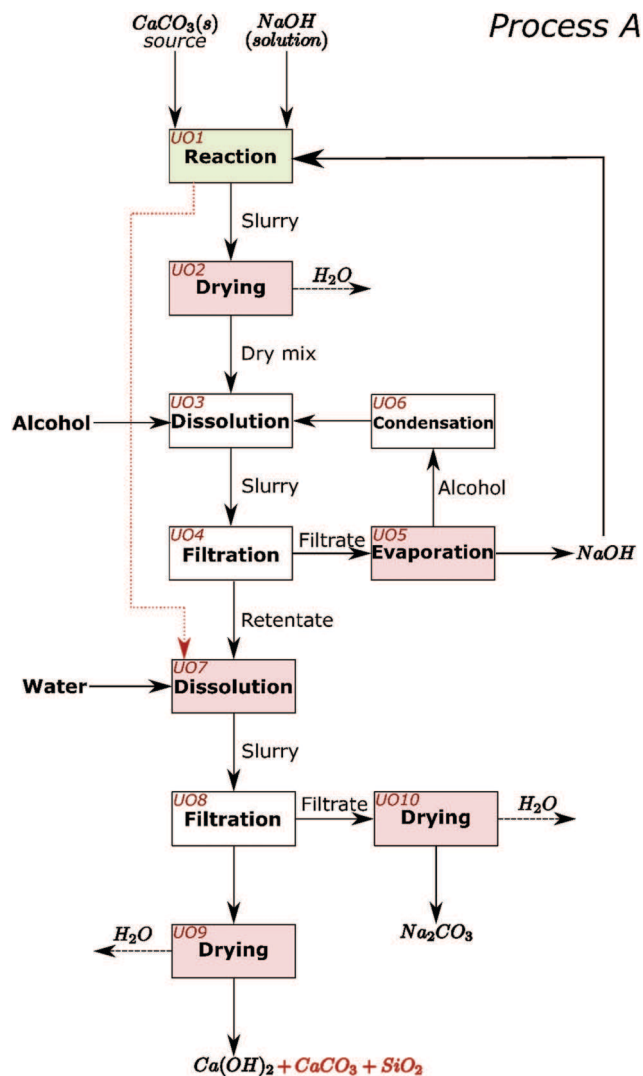 Process A
CaCO₃(s)
source
NaOH
(solution)
UO1
Reaction
Slurry
UO2
Drying
H₂O
Dry mix
Alcohol
UO3
Dissolution
UO6
Condensation
Slurry
Alcohol
UO4
Filtration
Filtrate
UO5
Evaporation
NaOH
Retentate
Water
UO7
Dissolution
Slurry
UO8
Filtration
Filtrate
UO10
Drying
H₂O
H₂O
UO9
Drying
Na₂CO₃
Ca(OH)₂ + CaCO₃ + SiO₂